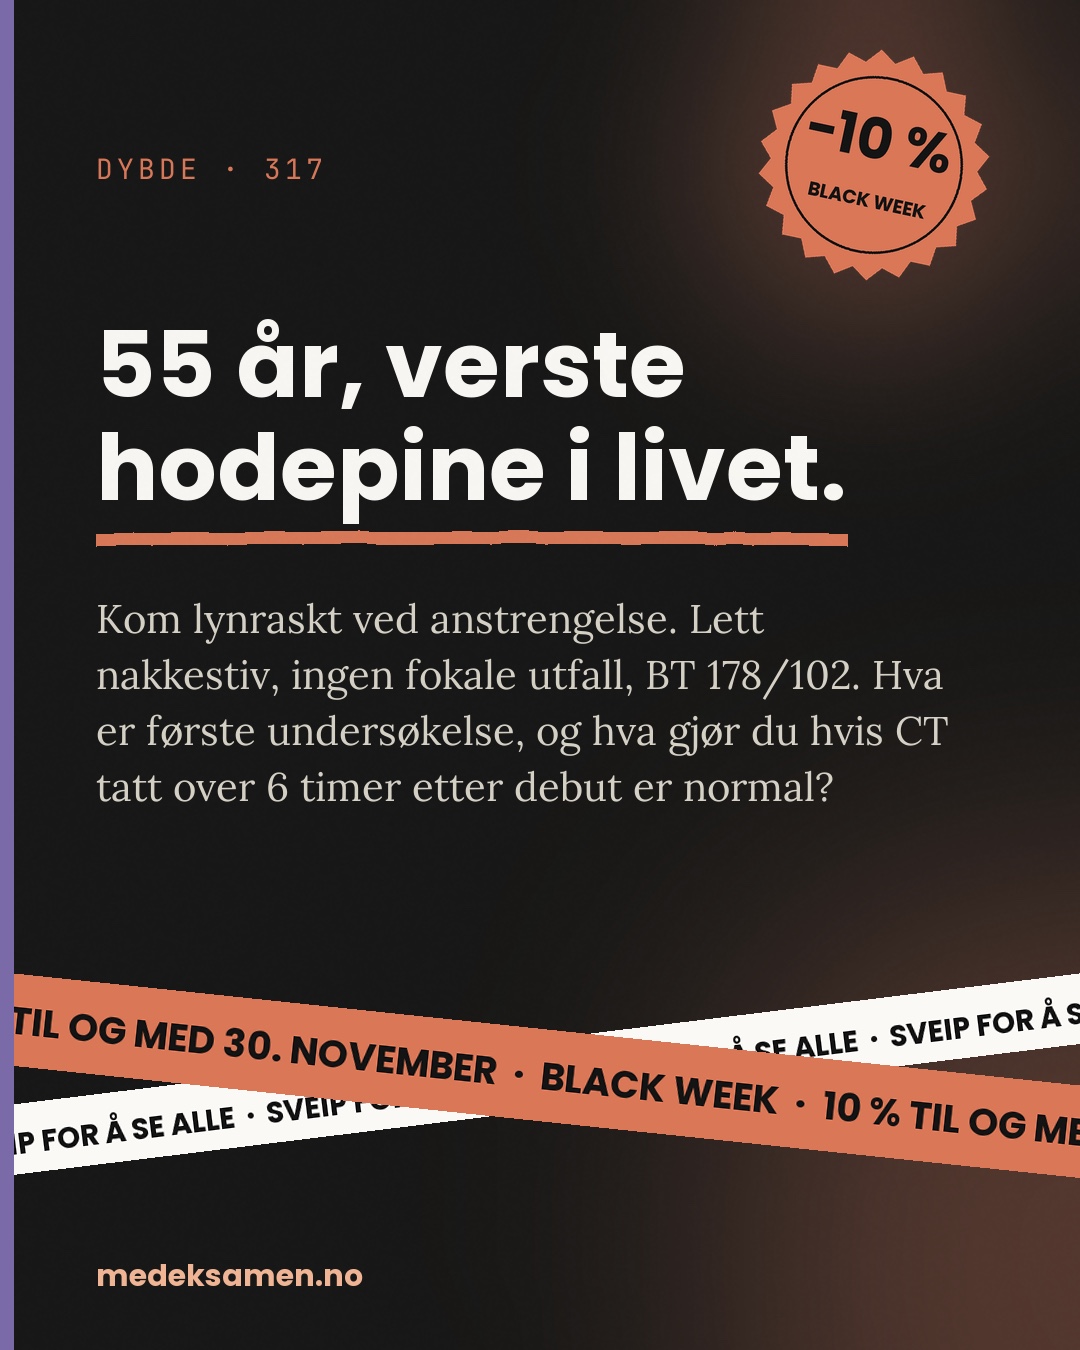 DYBDE · 317
-10 %
BLACK WEEK
55 år, verste
hodepine i livet.
Kom lynraskt ved anstrengelse. Lett
nakkestiv, ingen fokale utfall, BT 178/102. Hva
er første undersøkelse, og hva gjør du hvis CT
tatt over 6 timer etter debut er normal?
TIL OG MED 30. NOVEMBER · BLACK WEEK · 10 % TIL OG
FOR Å SE ALLE · SVEIP
Å SE ALLE · SVEIP FOR Å
medeksamen.no